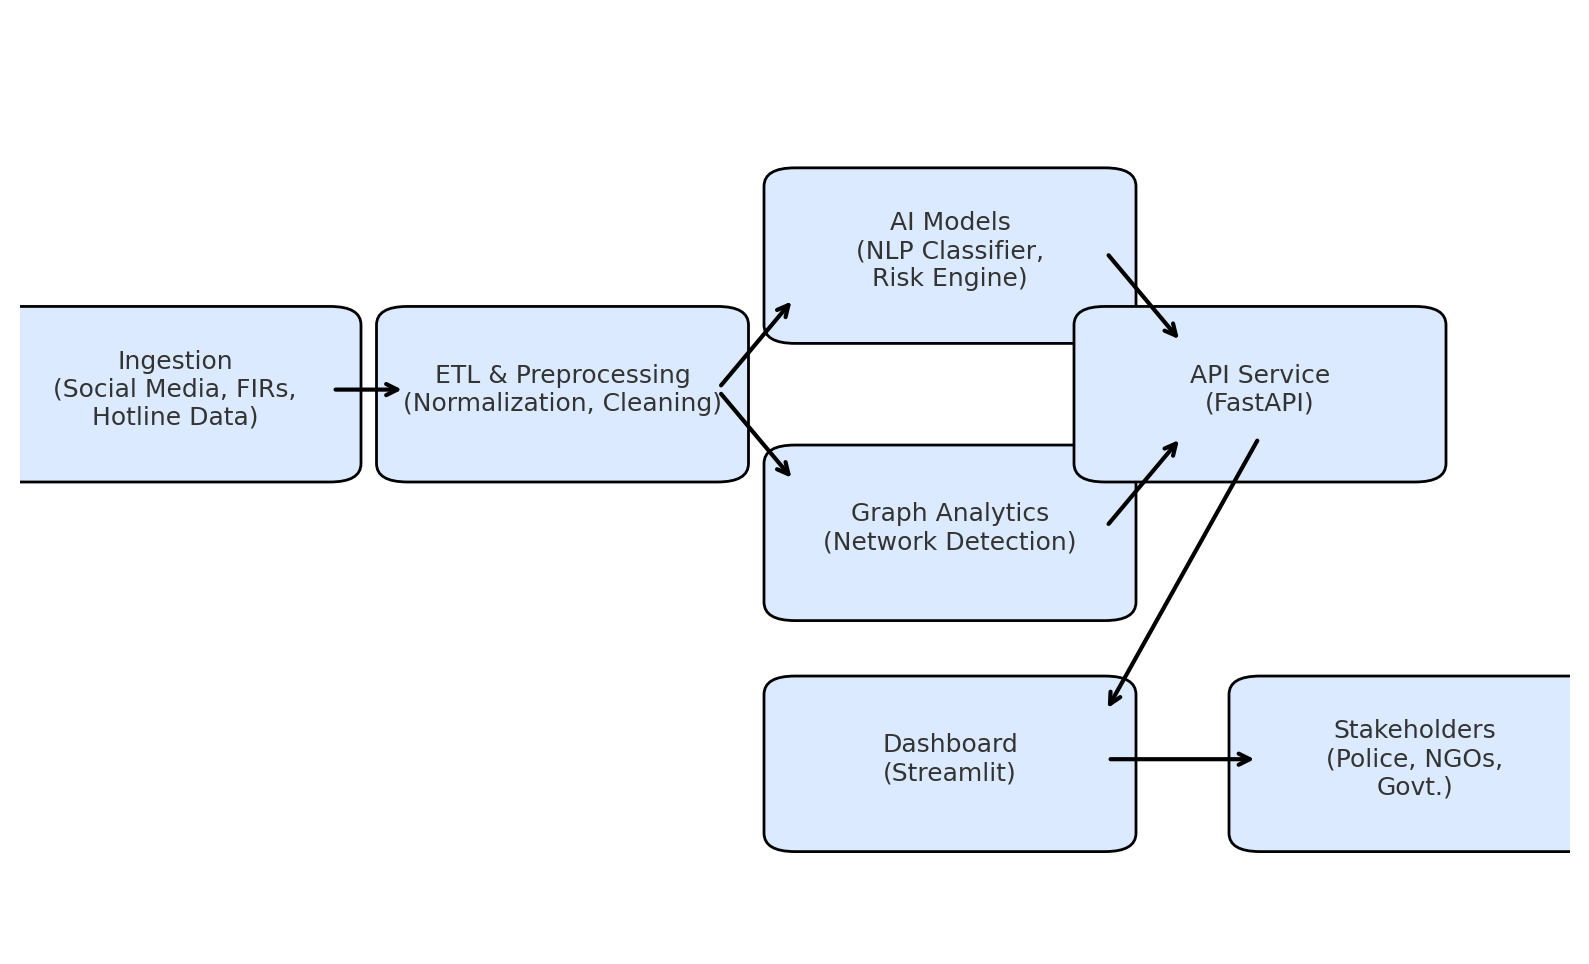 Ingestion
(Social Media, FIRs,
Hotline Data)
ETL & Preprocessing
(Normalization, Cleaning)
AI Models
(NLP Classifier,
Risk Engine)
Graph Analytics
(Network Detection)
API Service
(FastAPI)
Dashboard
(Streamlit)
Stakeholders
(Police, NGOs,
Govt.)